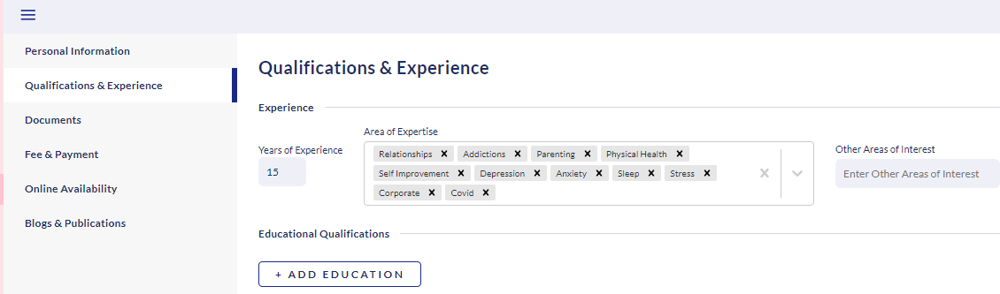 Personal Information
Qualifications & Experience
Documents
Fee & Payment
Online Availability
Blogs & Publications
Qualifications & Experience
Experience
Years of Experience
15
Area of Expertise
Relationships Addictions Parenting Physical Health
Self Improvement Depression Anxiety Sleep Stress
Corporate Covid
Other Areas of Interest
Enter Other Areas of Interest
Educational Qualifications
+ ADD EDUCATION